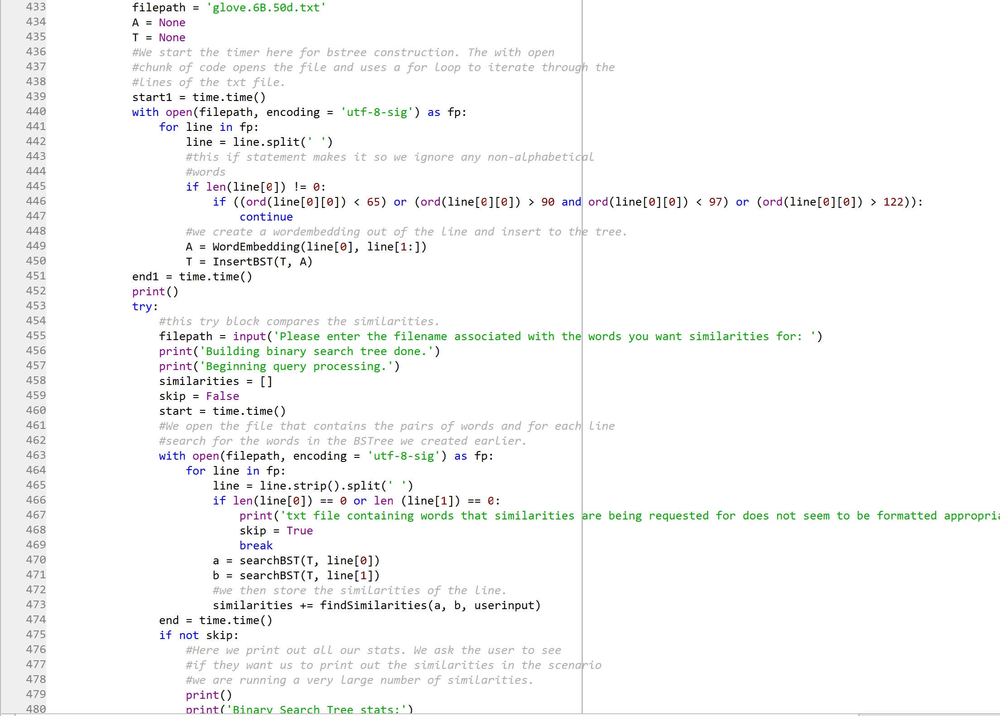 433 filepath = 'glove.6B.50d.txt'
434 A = None
435 T = None
436 #We start the timer here for bstree construction. The with open
437 #chunk of code opens the file and uses a for loop to iterate through the
438 #lines of the txt file.
439 start1 = time.time()
440 with open(filepath, encoding = 'utf-8-sig') as fp:
441 for line in fp:
442 line = line.split(' ')
443 #this if statement makes it so we ignore any non-alphabetical
444 #words
445 if len(line[0]) != 0:
446 if ((ord(line[0][0]) < 65) or (ord(line[0][0]) > 90 and ord(line[0][0]) < 97) or (ord(line[0][0]) > 122)):
447 continue
448 #we create a wordembedding out of the line and insert to the tree.
449 A = WordEmbedding(line[0], line[1:])
450 T = InsertBST(T, A)
451 end1 = time.time()
452 print()
453 try:
454 #this try block compares the similarities.
455 filepath = input('Please enter the filename associated with the words you want similarities for: ')
456 print('Building binary search tree done.')
457 print('Beginning query processing.')
458 similarities = []
459 skip = False
460 start = time.time()
461 #We open the file that contains the pairs of words and for each line
462 #search for the words in the BSTree we created earlier.
463 with open(filepath, encoding = 'utf-8-sig') as fp:
464 for line in fp:
465 line = line.strip().split(' ')
466 if len(line[0]) == 0 or len (line[1]) == 0:
467 print('txt file containing words that similarities are being requested for does not seem to be formatted appropria
468 skip = True
469 break
470 a = searchBST(T, line[0])
471 b = searchBST(T, line[1])
472 #we then store the similarities of the line.
473 similarities += findSimilarities(a, b, userinput)
474 end = time.time()
475 if not skip:
476 #Here we print out all our stats. We ask the user to see
477 #if they want us to print out the similarities in the scenario
478 #we are running a very large number of similarities.
479 print()
480 print('Binary Search Tree stats:')